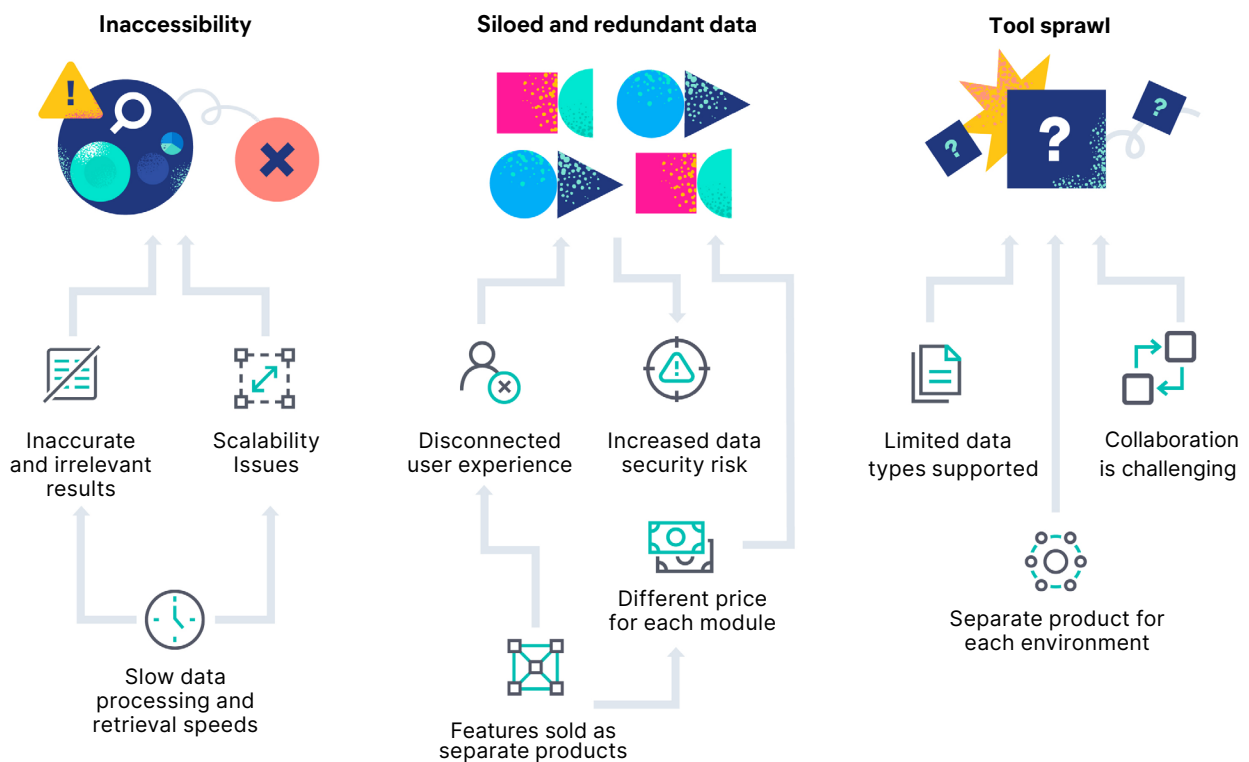 Inaccessibility
Inaccurate
and irrelevant
results
Scalability
Issues
Slow data
processing and
retrieval speeds
Siloed and redundant data
Disconnected
user experience
Increased data
security risk
Different price
for each module
Features sold as
separate products
Tool sprawl
?
?
?
Limited data
types supported
Collaboration
is challenging
Separate product for
each environment